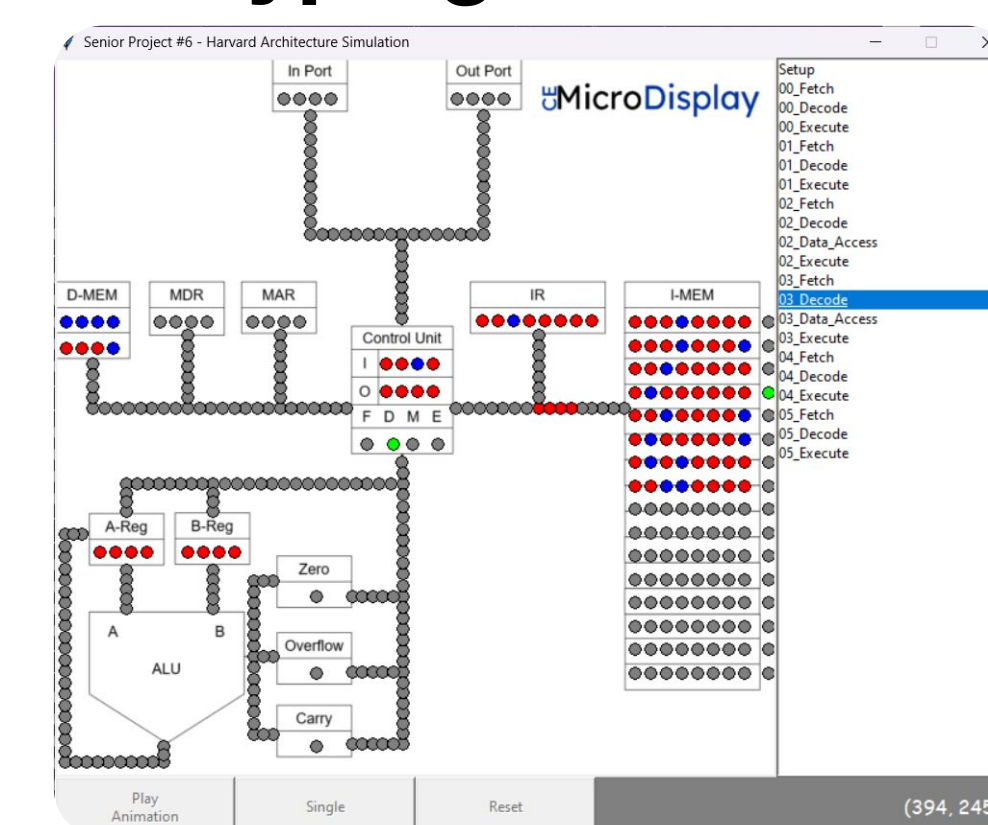 Senior Project #6 - Harvard Architecture Simulation
In Port
Out Port
CE MicroDisplay
D-MEM
MDR
MAR
IR
I-MEM
Control Unit
I
O
F D M E
A-Reg
B-Reg
Zero
A
B
ALU
Overflow
Carry
Setup
00_Fetch
00_Decode
00_Execute
01_Fetch
01_Decode
01_Execute
02_Fetch
02_Decode
02_Data_Access
02_Execute
03_Fetch
03_Decode
03_Data_Access
03_Execute
04_Fetch
04_Decode
04_Execute
05_Fetch
05_Decode
05_Execute
Play
Animation
Single
Reset
(394, 245